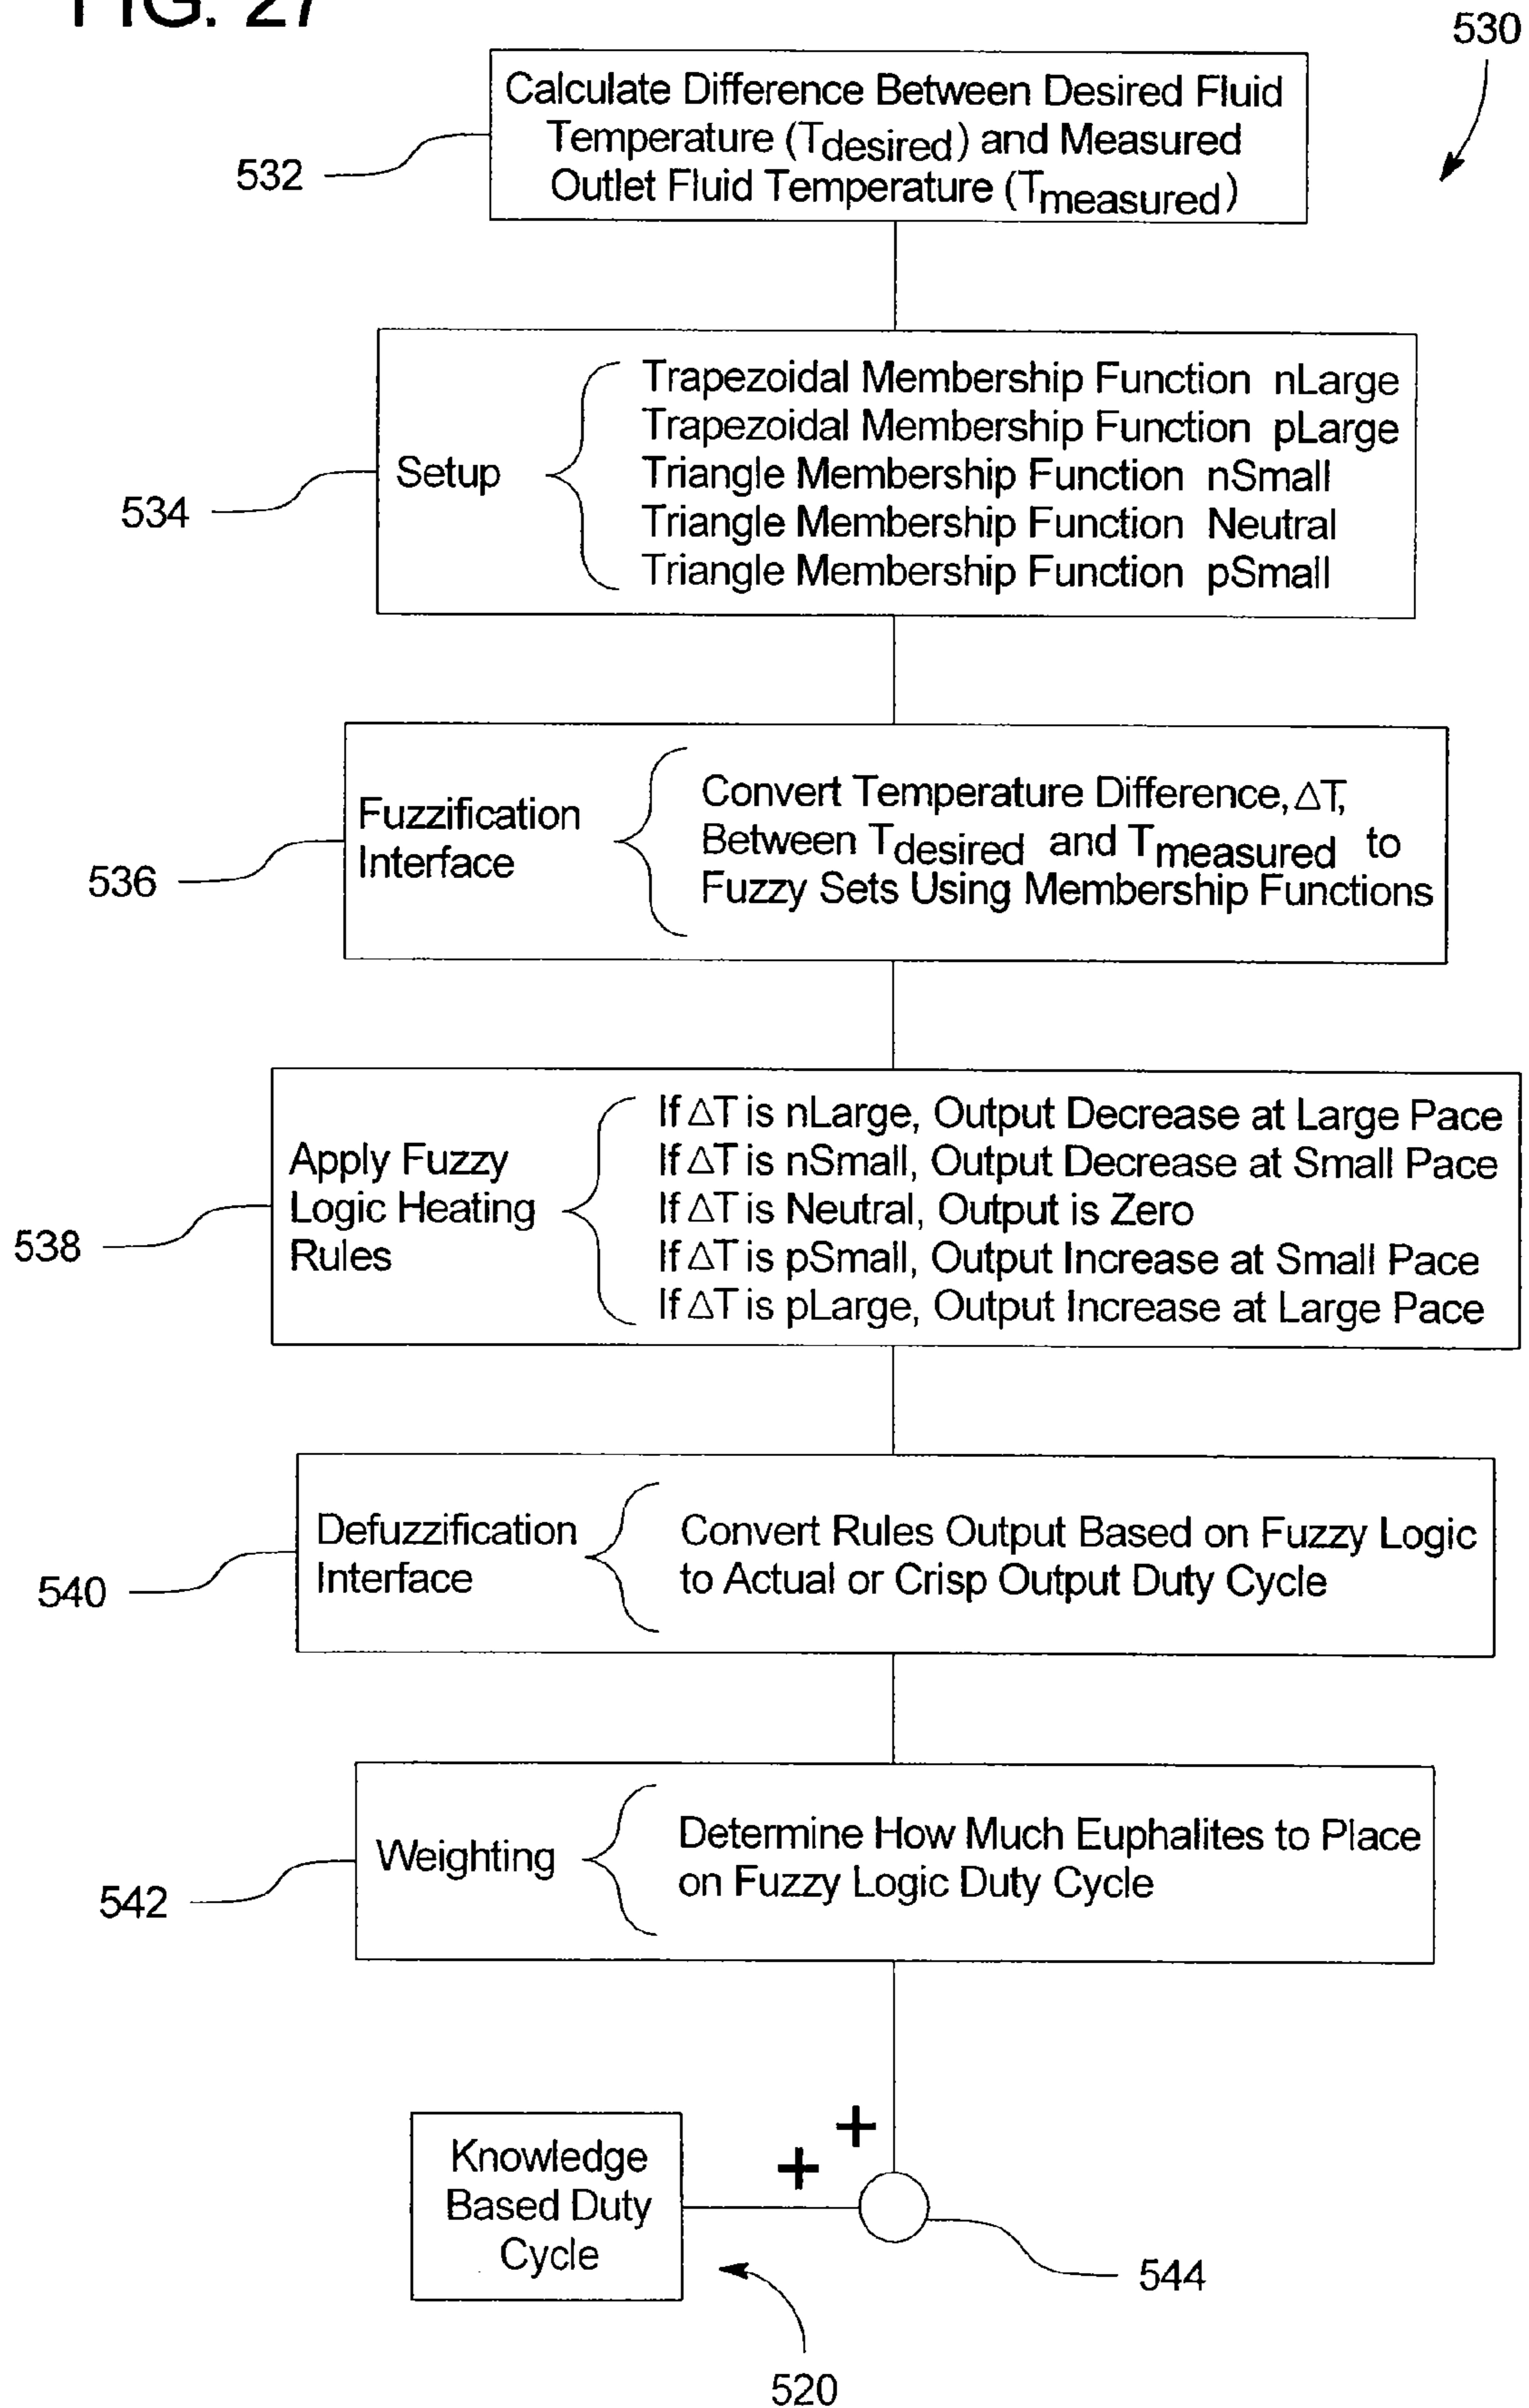 FIG. 27
530
Calculate Difference Between Desired Fluid
Temperature (Tdesired) and Measured
Outlet Fluid Temperature (Tmeasured)
532
Setup
Trapezoidal Membership Function nLarge
Trapezoidal Membership Function pLarge
Triangle Membership Function nSmall
Triangle Membership Function Neutral
Triangle Membership Function pSmall
534
Fuzzification
Interface
Convert Temperature Difference, △T,
Between Tdesired and Tmeasured to
Fuzzy Sets Using Membership Functions
536
Apply Fuzzy
Logic Heating
Rules
If △T is nLarge, Output Decrease at Large Pace
If △T is nSmall, Output Decrease at Small Pace
If △T is Neutral, Output is Zero
If △T is pSmall, Output Increase at Small Pace
If △T is pLarge, Output Increase at Large Pace
538
Defuzzification
Interface
Convert Rules Output Based on Fuzzy Logic
to Actual or Crisp Output Duty Cycle
540
Weighting
Determine How Much Euphalites to Place
on Fuzzy Logic Duty Cycle
542
+
+
Knowledge
Based Duty
Cycle
544
520